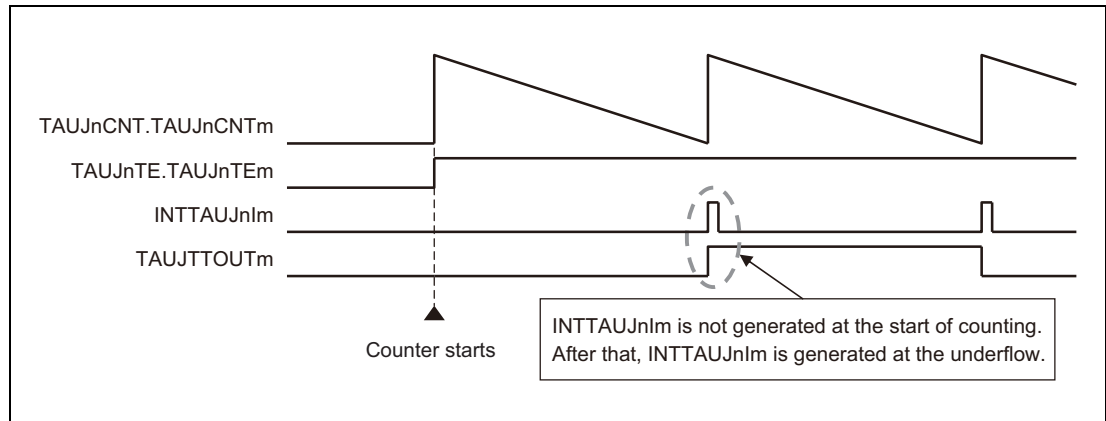 TAUJnCNT.TAUJnCNTm
TAUJnTE.TAUJnTEm
INTTAUJnIm
TAUJTTOUTm
Counter starts
INTTAUJnIm is not generated at the start of counting.
After that, INTTAUJnIm is generated at the underflow.